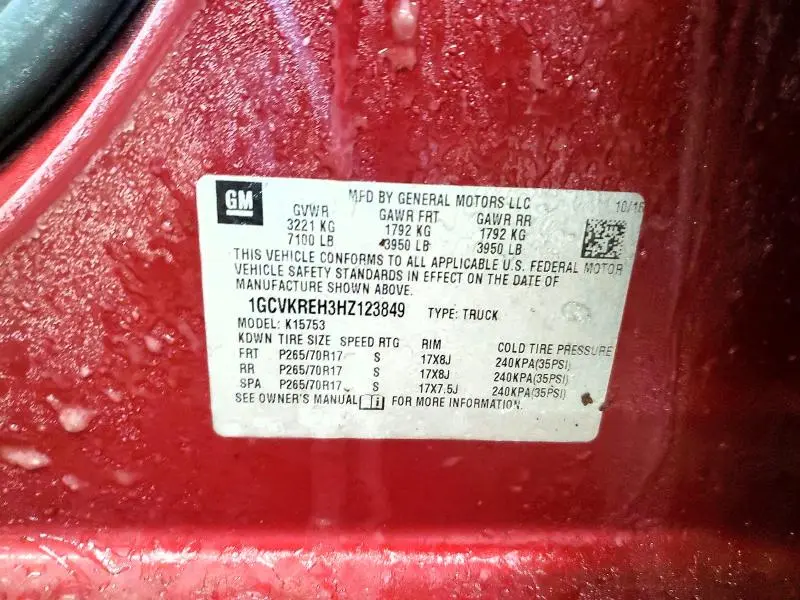 GM MFD BY GENERAL MOTORS LLC 10/16
GVWR GAWR FRT GAWR RR
3221 KG 1792 KG 1792 KG
7100 LB 3950 LB 3950 LB
THIS VEHICLE CONFORMS TO ALL APPLICABLE U.S. FEDERAL MOTOR
VEHICLE SAFETY STANDARDS IN EFFECT ON THE DATE OF
MANUFACTURE SHOWN ABOVE.
1GCVKREH3HZ123849 TYPE: TRUCK
MODEL: K15753
KDWN TIRE SIZE SPEED RTG RIM COLD TIRE PRESSURE
FRT P265/70R17 S 17X8J 240KPA(35PSI)
RR P265/70R17 S 17X8J 240KPA(35PSI)
SPA P265/70R17 S 17X7.5J 240KPA(35PSI)
SEE OWNER'S MANUAL FOR MORE INFORMATION.